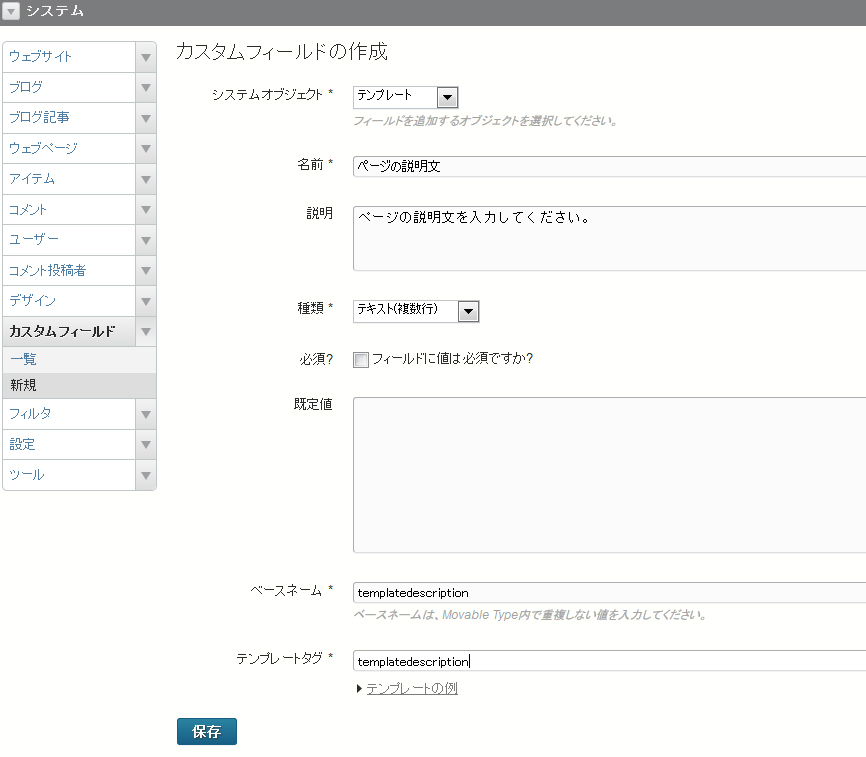 システム
ウェブサイト
ブログ
ブログ記事
ウェブページ
アイテム
コメント
ユーザー
コメント投稿者
デザイン
カスタムフィールド
一覧
新規
フィルタ
設定
ツール
カスタムフィールドの作成
システムオブジェクト *
テンプレート
フィールドを追加するオブジェクトを選択してください。
名前 *
ページの説明文
説明
ページの説明文を入力してください。
種類 *
テキスト(複数行)
必須?
フィールドに値は必須ですか?
既定値
ベースネーム *
templatedescription
ベースネームは、Movable Type内で重複しない値を入力してください。
テンプレートタグ *
templatedescription
テンプレートの例
保存